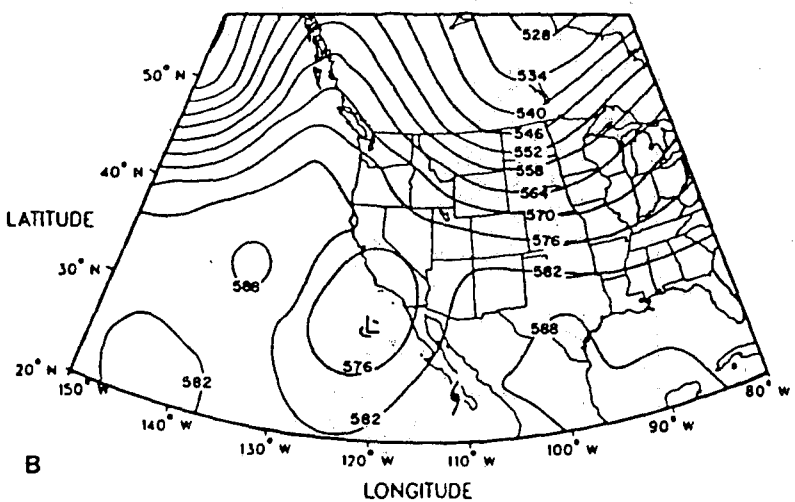 528
50° N
534
540
546
552
40° N
558
564
570
LATITUDE
576
582
30° N
588
L
588
576
20° N
150° W
582
582
80° W
140° W
90° W
130° W
100° W
120° W
110° W
B
LONGITUDE